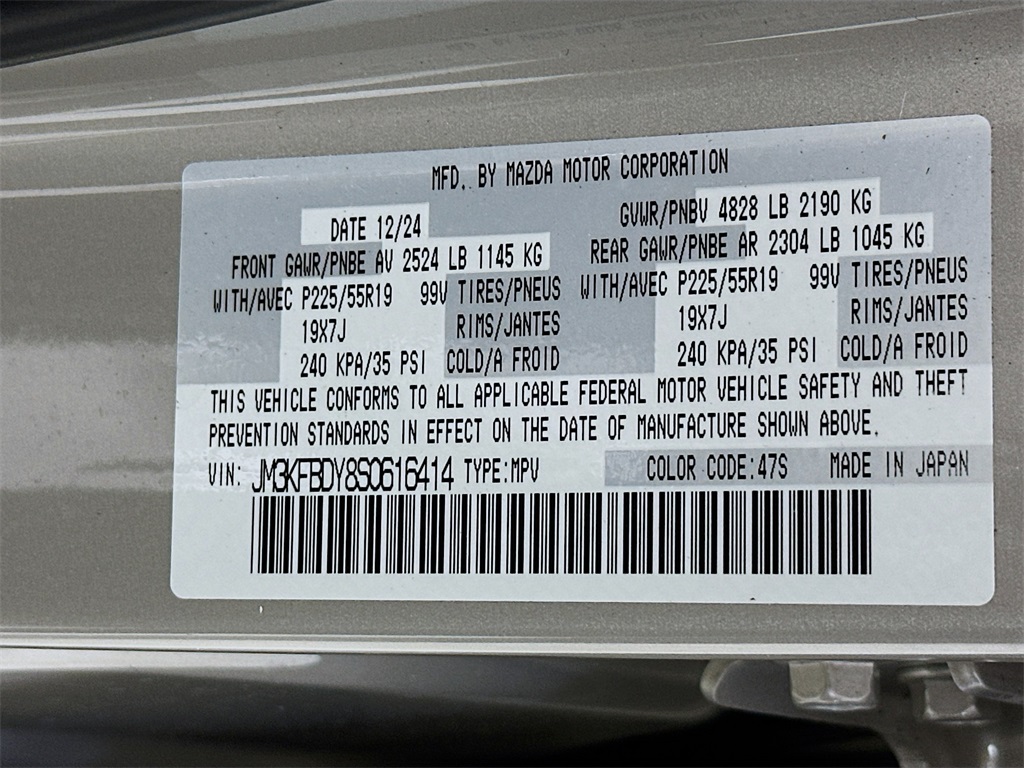 MFD. BY MAZDA MOTOR CORPORATION
DATE 12/24 GVWR/PNBV 4828 LB 2190 KG
FRONT GAWR/PNBE AV 2524 LB 1145 KG REAR GAWR/PNBE AR 2304 LB 1045 KG
WITH/AVEC P225/55R19 99V TIRES/PNEUS WITH/AVEC P225/55R19 99V TIRES/PNEUS
19X7J RIMS/JANTES 19X7J RIMS/JANTES
240 KPA/35 PSI COLD/A FROID 240 KPA/35 PSI COLD/A FROID
THIS VEHICLE CONFORMS TO ALL APPLICABLE FEDERAL MOTOR VEHICLE SAFETY AND THEFT
PREVENTION STANDARDS IN EFFECT ON THE DATE OF MANUFACTURE SHOWN ABOVE.
VIN: JM3KFBDY8S0616414 TYPE:MPV COLOR CODE:47S MADE IN JAPAN